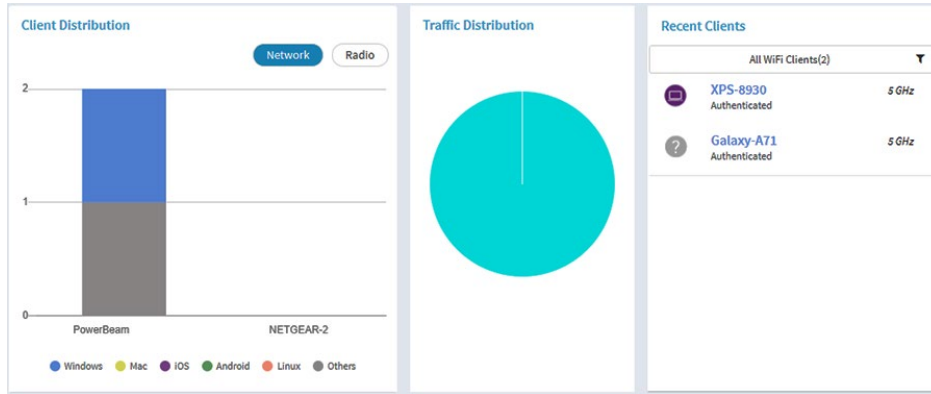 Client Distribution
Network
Radio
2
1
0
PowerBeam
NETGEAR-2
Windows
Mac
iOS
Android
Linux
Others
Traffic Distribution
Recent Clients
All WiFi Clients(2)
XPS-8930
5 GHz
Authenticated
?
Galaxy-A71
5 GHz
Authenticated